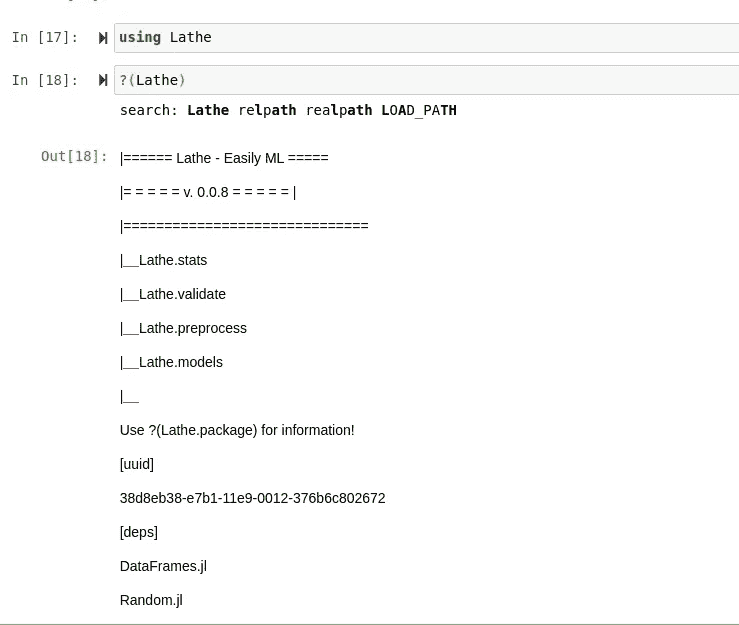 In [17]: using Lathe
In [18]: ?(Lathe)
search: Lathe relpath realpath LOAD_PATH
Out[18]: |====== Lathe - Easily ML =====
|= = = = = v. 0.0.8 = = = = = |
|==============================
|__Lathe.stats
|__Lathe.validate
|__Lathe.preprocess
|__Lathe.models
|__
Use ?(Lathe.package) for information!
[uuid]
38d8eb38-e7b1-11e9-0012-376b6c802672
[deps]
DataFrames.jl
Random.jl